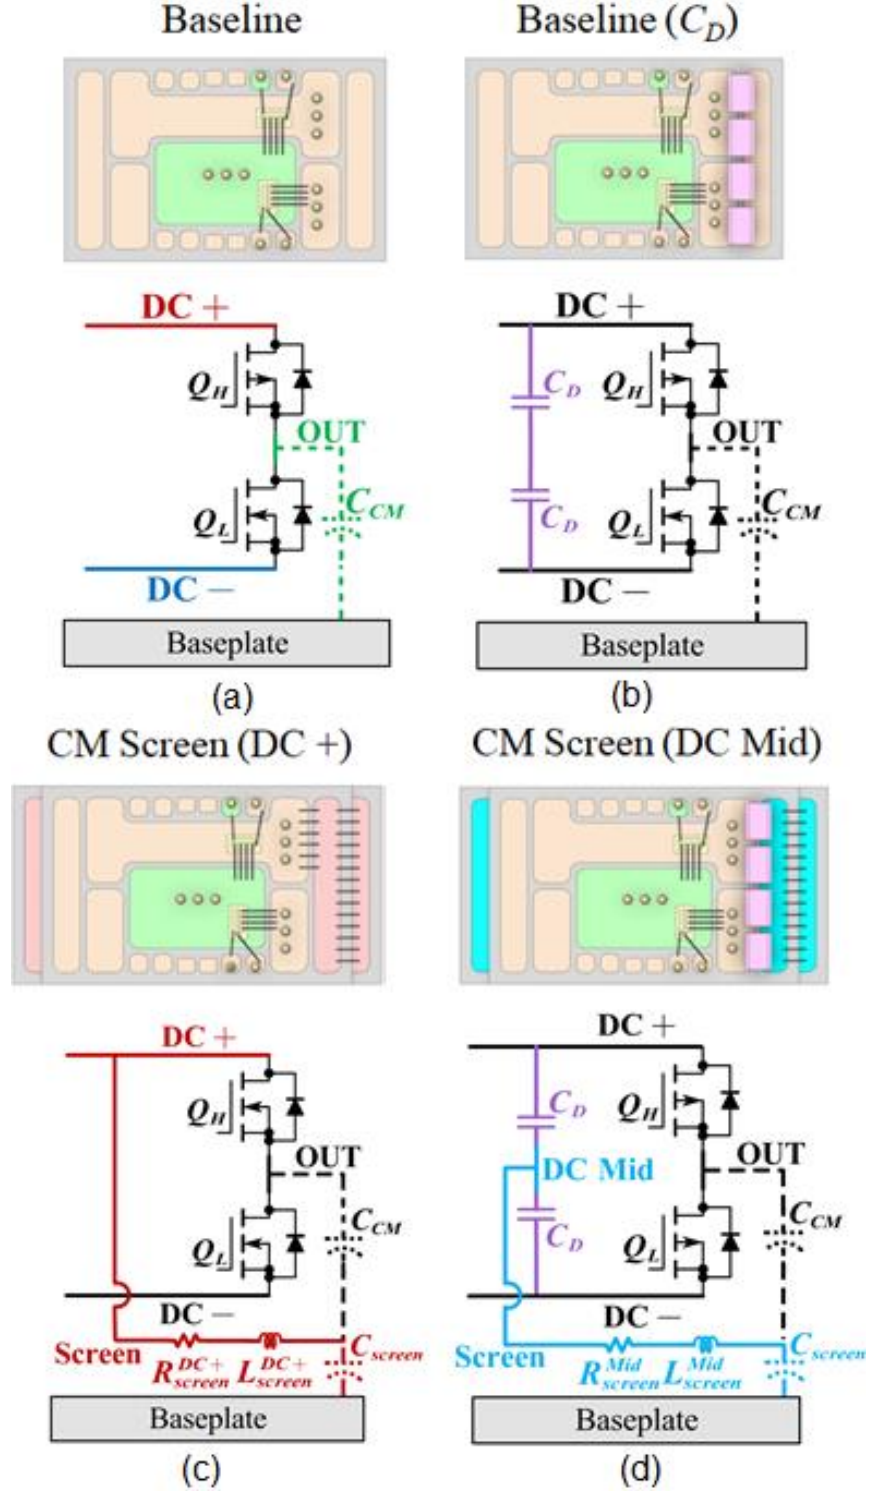 Baseline
Baseline (C_D)
DC +
Q_H
OUT
C_CM
Q_L
DC −
Baseplate
(a)
DC +
C_D
Q_H
OUT
C_CM
C_D
Q_L
DC −
Baseplate
(b)
CM Screen (DC +)
CM Screen (DC Mid)
DC +
Q_H
OUT
C_CM
Q_L
DC −
Screen
R_screen^DC+ L_screen^DC+
C_screen
Baseplate
(c)
DC +
C_D
Q_H
OUT
DC Mid
C_CM
C_D
Q_L
DC −
Screen
R_screen^Mid L_screen^Mid
C_screen
Baseplate
(d)